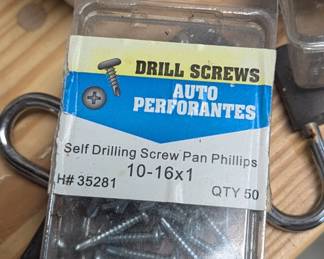 DRILL SCREWS
AUTO
PERFORANTES
Self Drilling Screw Pan Phillips
10-16x1
H# 35281
QTY 50